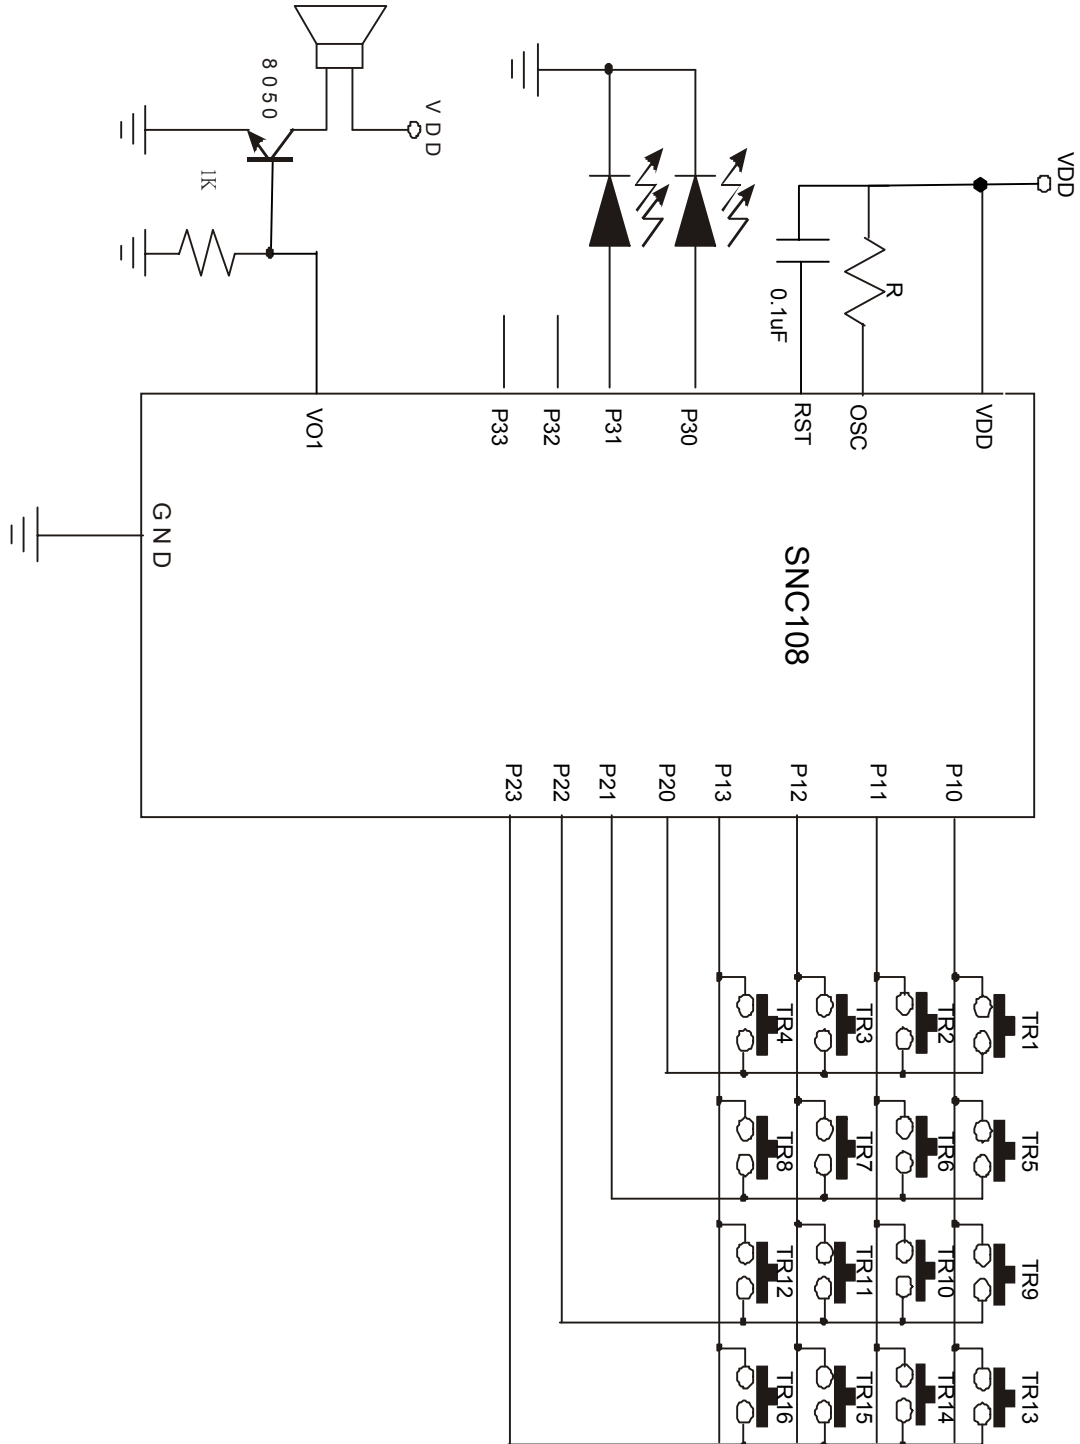 8050
VDD
1K
VDD
R
0.1uF
VO1
P33
P32
P31
P30
RST
OSC
VDD
GND
SNC108
P23
P22
P21
P20
P13
P12
P11
P10
TR4
TR3
TR2
TR1
TR8
TR7
TR6
TR5
TR12
TR11
TR10
TR9
TR16
TR15
TR14
TR13